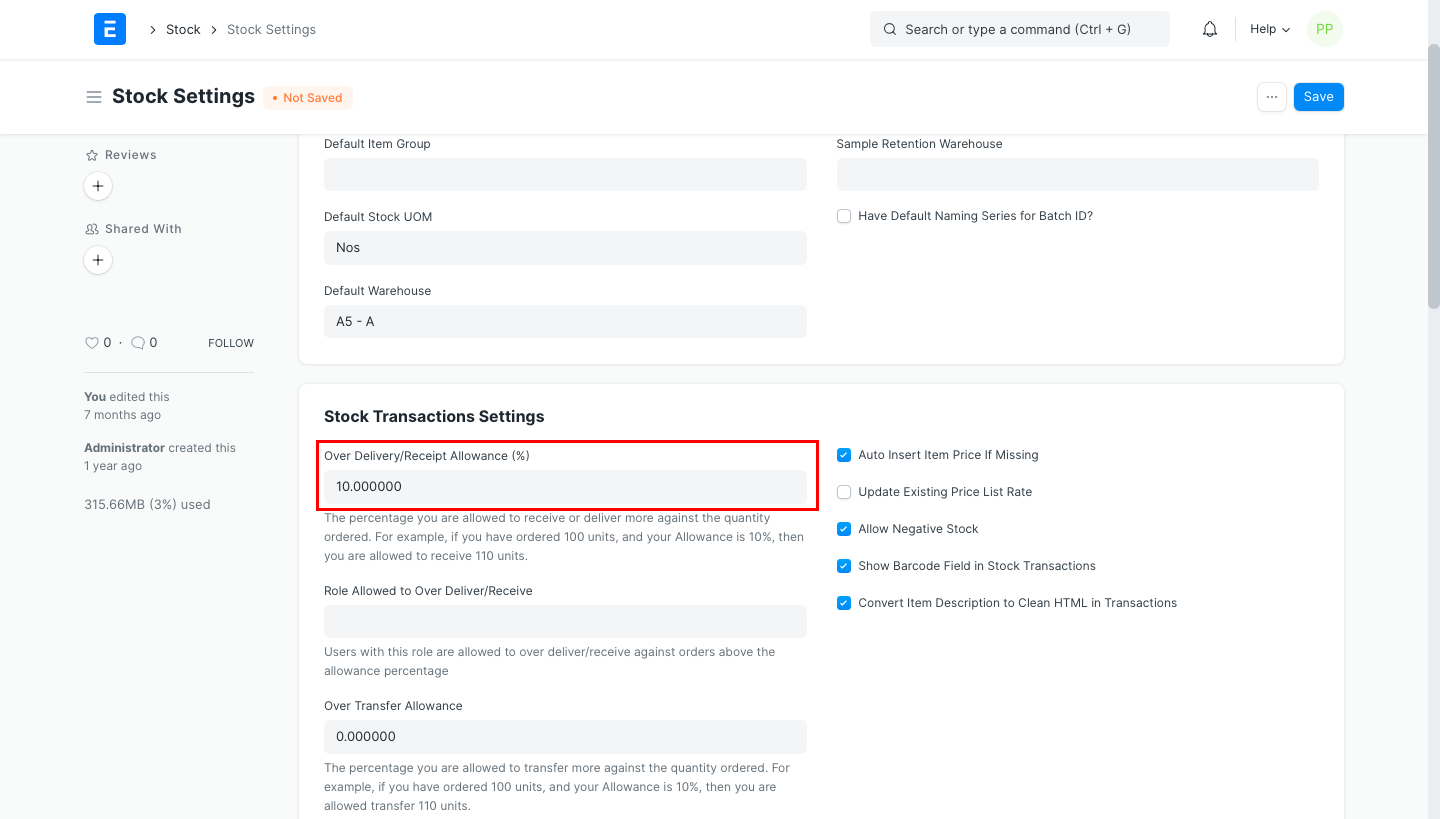 E
Stock
Stock Settings
Search or type a command (Ctrl + G)
Help
PP
Stock Settings
• Not Saved
...
Save
Reviews
+
Shared With
+
0 · 0
FOLLOW
You edited this
7 months ago
Administrator created this
1 year ago
315.66MB (3%) used
Default Item Group
Default Stock UOM
Nos
Default Warehouse
A5 - A
Sample Retention Warehouse
Have Default Naming Series for Batch ID?
Stock Transactions Settings
Over Delivery/Receipt Allowance (%)
10.000000
The percentage you are allowed to receive or deliver more against the quantity
ordered. For example, if you have ordered 100 units, and your Allowance is 10%, then
you are allowed to receive 110 units.
Role Allowed to Over Deliver/Receive
Users with this role are allowed to over deliver/receive against orders above the
allowance percentage
Over Transfer Allowance
0.000000
The percentage you are allowed to transfer more against the quantity ordered. For
example, if you have ordered 100 units, and your Allowance is 10%, then you are
allowed transfer 110 units.
Auto Insert Item Price If Missing
Update Existing Price List Rate
Allow Negative Stock
Show Barcode Field in Stock Transactions
Convert Item Description to Clean HTML in Transactions